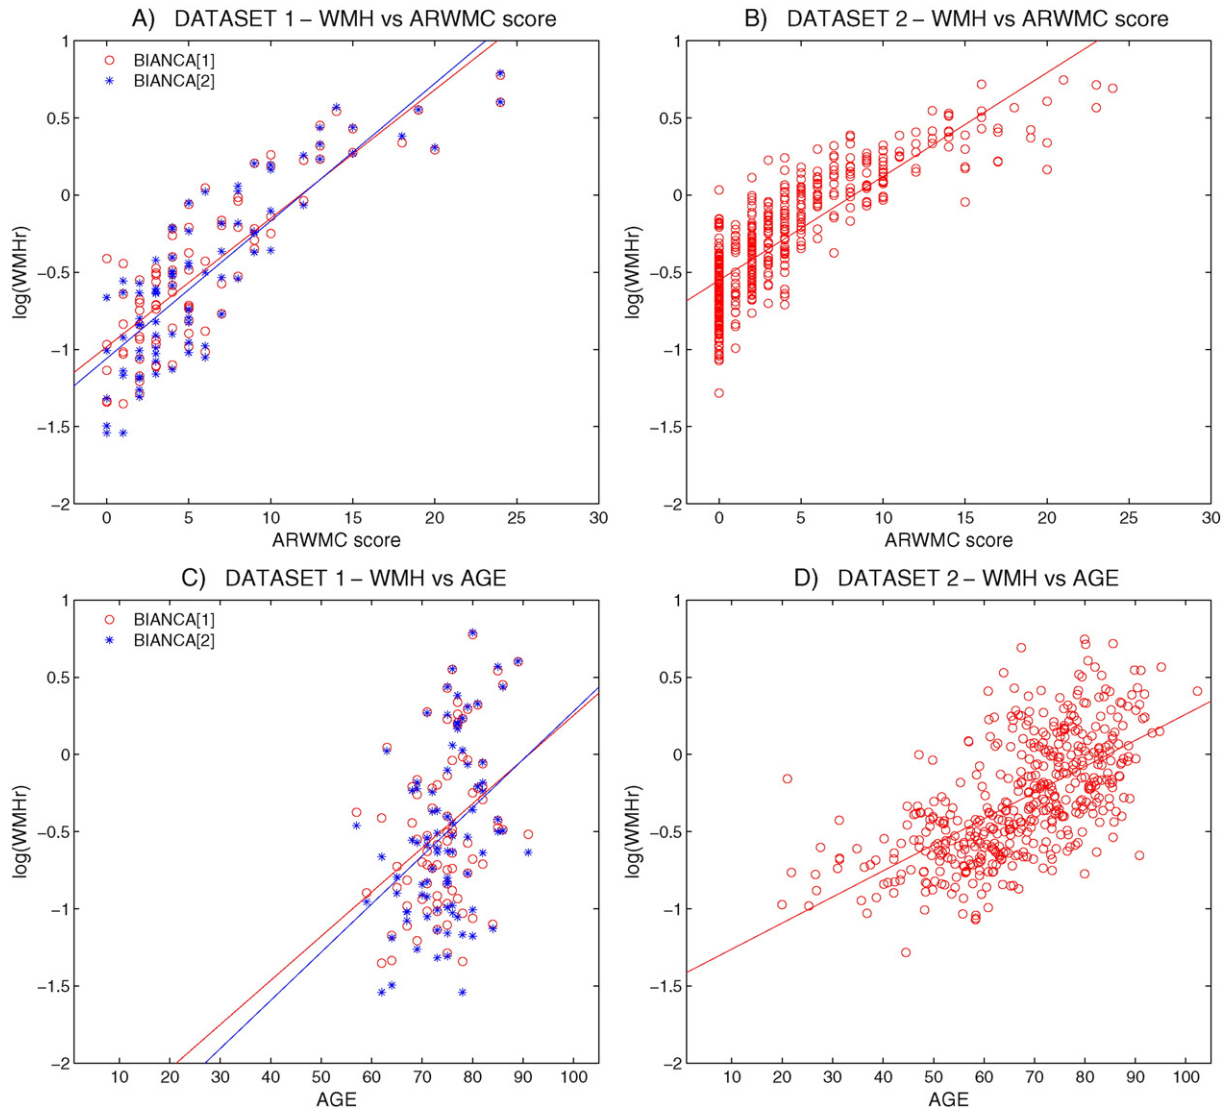 A) DATASET 1 – WMH vs ARWMC score
1
0.5
0
−0.5
−1
−1.5
−2
log(WMHr)
BIANCA[1]
BIANCA[2]
0 5 10 15 20 25 30
ARWMC score
B) DATASET 2 – WMH vs ARWMC score
1
0.5
0
−0.5
−1
−1.5
−2
log(WMHr)
0 5 10 15 20 25 30
ARWMC score
C) DATASET 1 – WMH vs AGE
1
0.5
0
−0.5
−1
−1.5
−2
log(WMHr)
BIANCA[1]
BIANCA[2]
10 20 30 40 50 60 70 80 90 100
AGE
D) DATASET 2 – WMH vs AGE
1
0.5
0
−0.5
−1
−1.5
−2
log(WMHr)
10 20 30 40 50 60 70 80 90 100
AGE